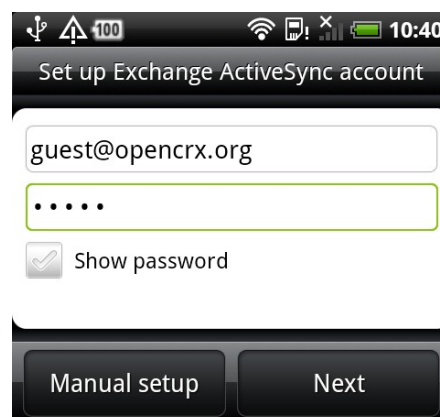 100 10:40
Set up Exchange ActiveSync account
guest@opencrx.org
•••••
Show password
Manual setup Next